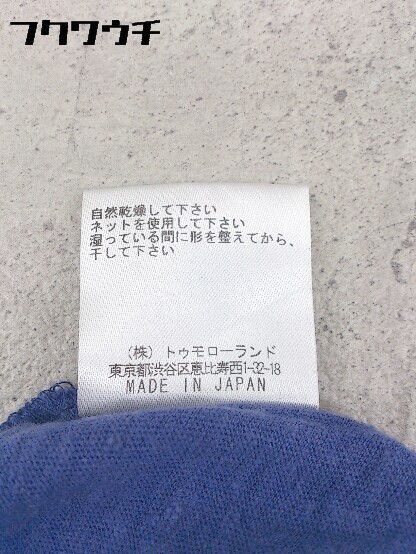 フクワウチ
自然乾燥して下さい
ネットを使用して下さい
湿っている間に形を整えてから、
干して下さい
(株) トゥモローランド
東京都渋谷区恵比寿西1-32-18
MADE IN JAPAN